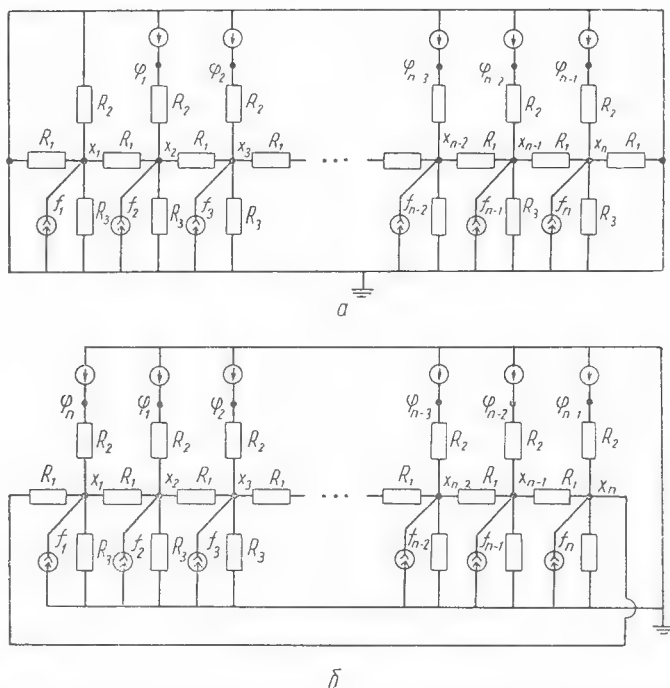 φ₁ φ₂ φₙ₋₃ φₙ₋₂ φₙ₋₁
R₂ R₂ R₂ R₂ R₂
R₁ x₁ R₁ x₂ R₁ x₃ R₁ ... xₙ₋₂ R₁ xₙ₋₁ R₁ xₙ R₁
f₁ R₃ f₂ R₃ f₃ R₃ fₙ₋₂ fₙ₋₁ R₃ fₙ R₃
а
φₙ φ₁ φ₂ φₙ₋₃ φₙ₋₂ φₙ₋₁
R₂ R₂ R₂ R₂ R₂ R₂
R₁ x₁ R₁ x₂ R₁ x₃ R₁ ... R₁ xₙ₋₂ R₁ xₙ₋₁ R₁ xₙ
f₁ R₃ f₂ R₃ f₃ R₃ fₙ₋₂ fₙ₋₁ fₙ
б